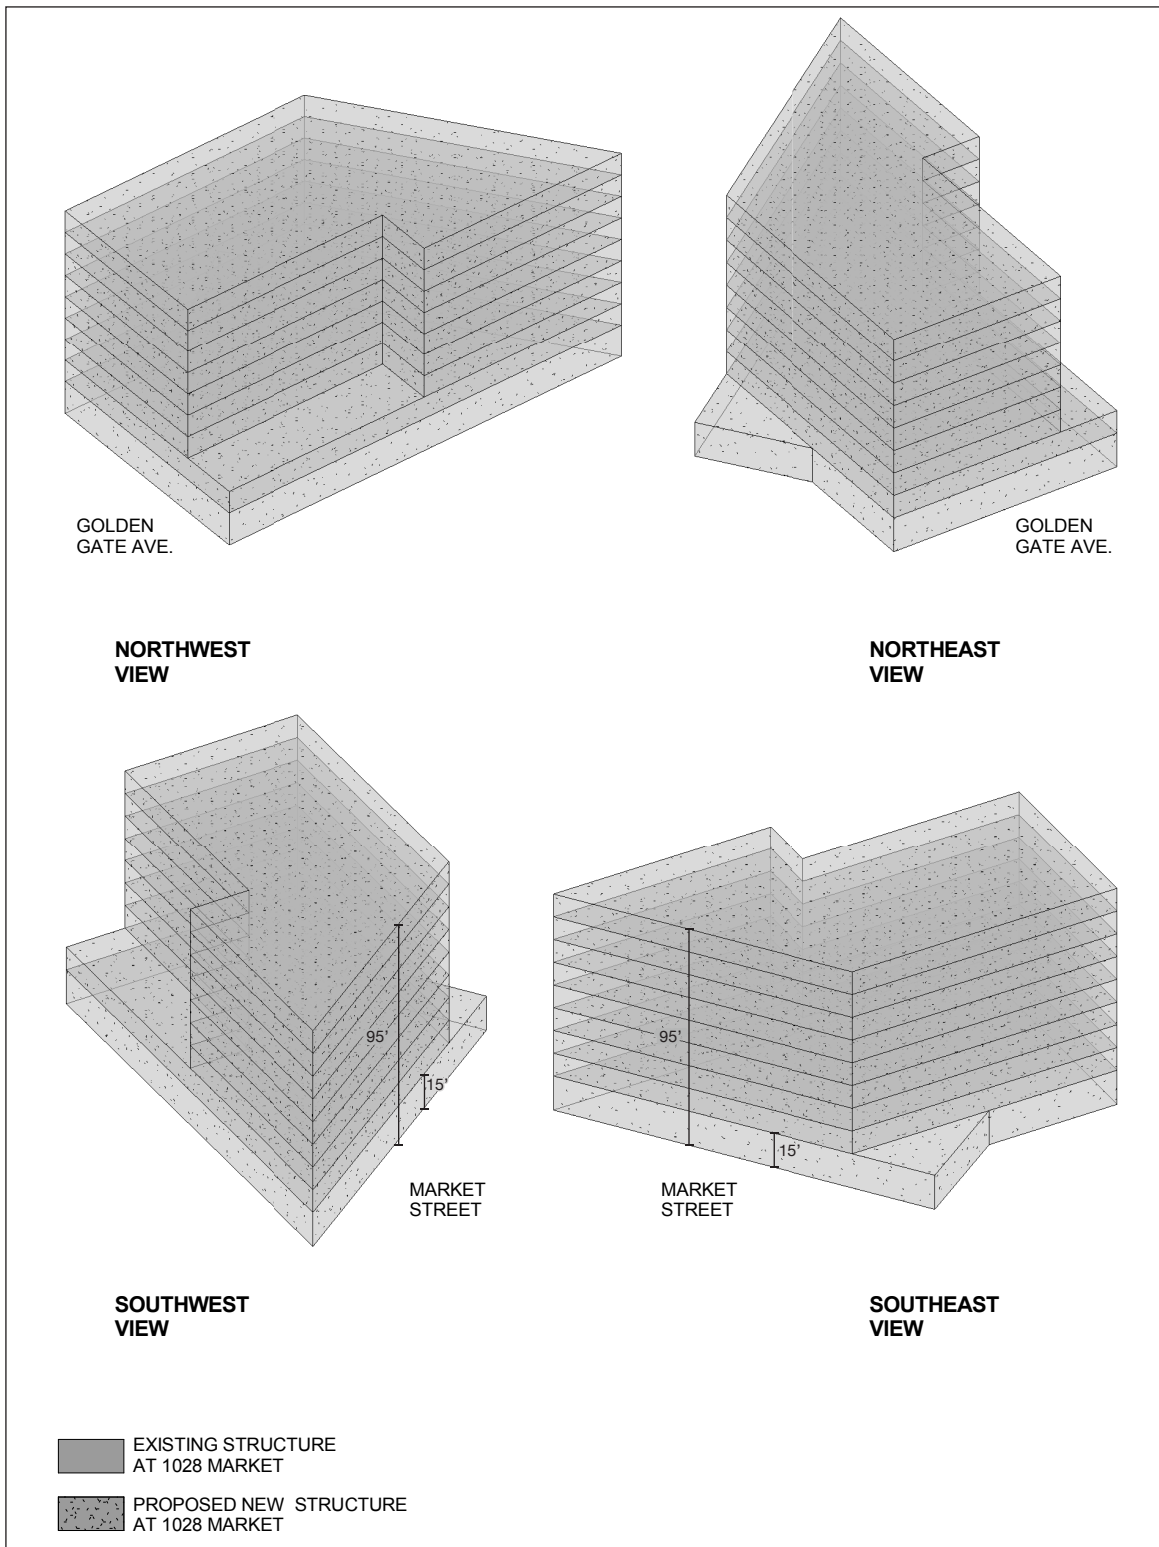 GOLDEN
GATE AVE.
GOLDEN
GATE AVE.
NORTHWEST
VIEW
NORTHEAST
VIEW
95’
15’
MARKET
STREET
95’
15’
MARKET
STREET
SOUTHWEST
VIEW
SOUTHEAST
VIEW
EXISTING STRUCTURE
AT 1028 MARKET
PROPOSED NEW STRUCTURE
AT 1028 MARKET